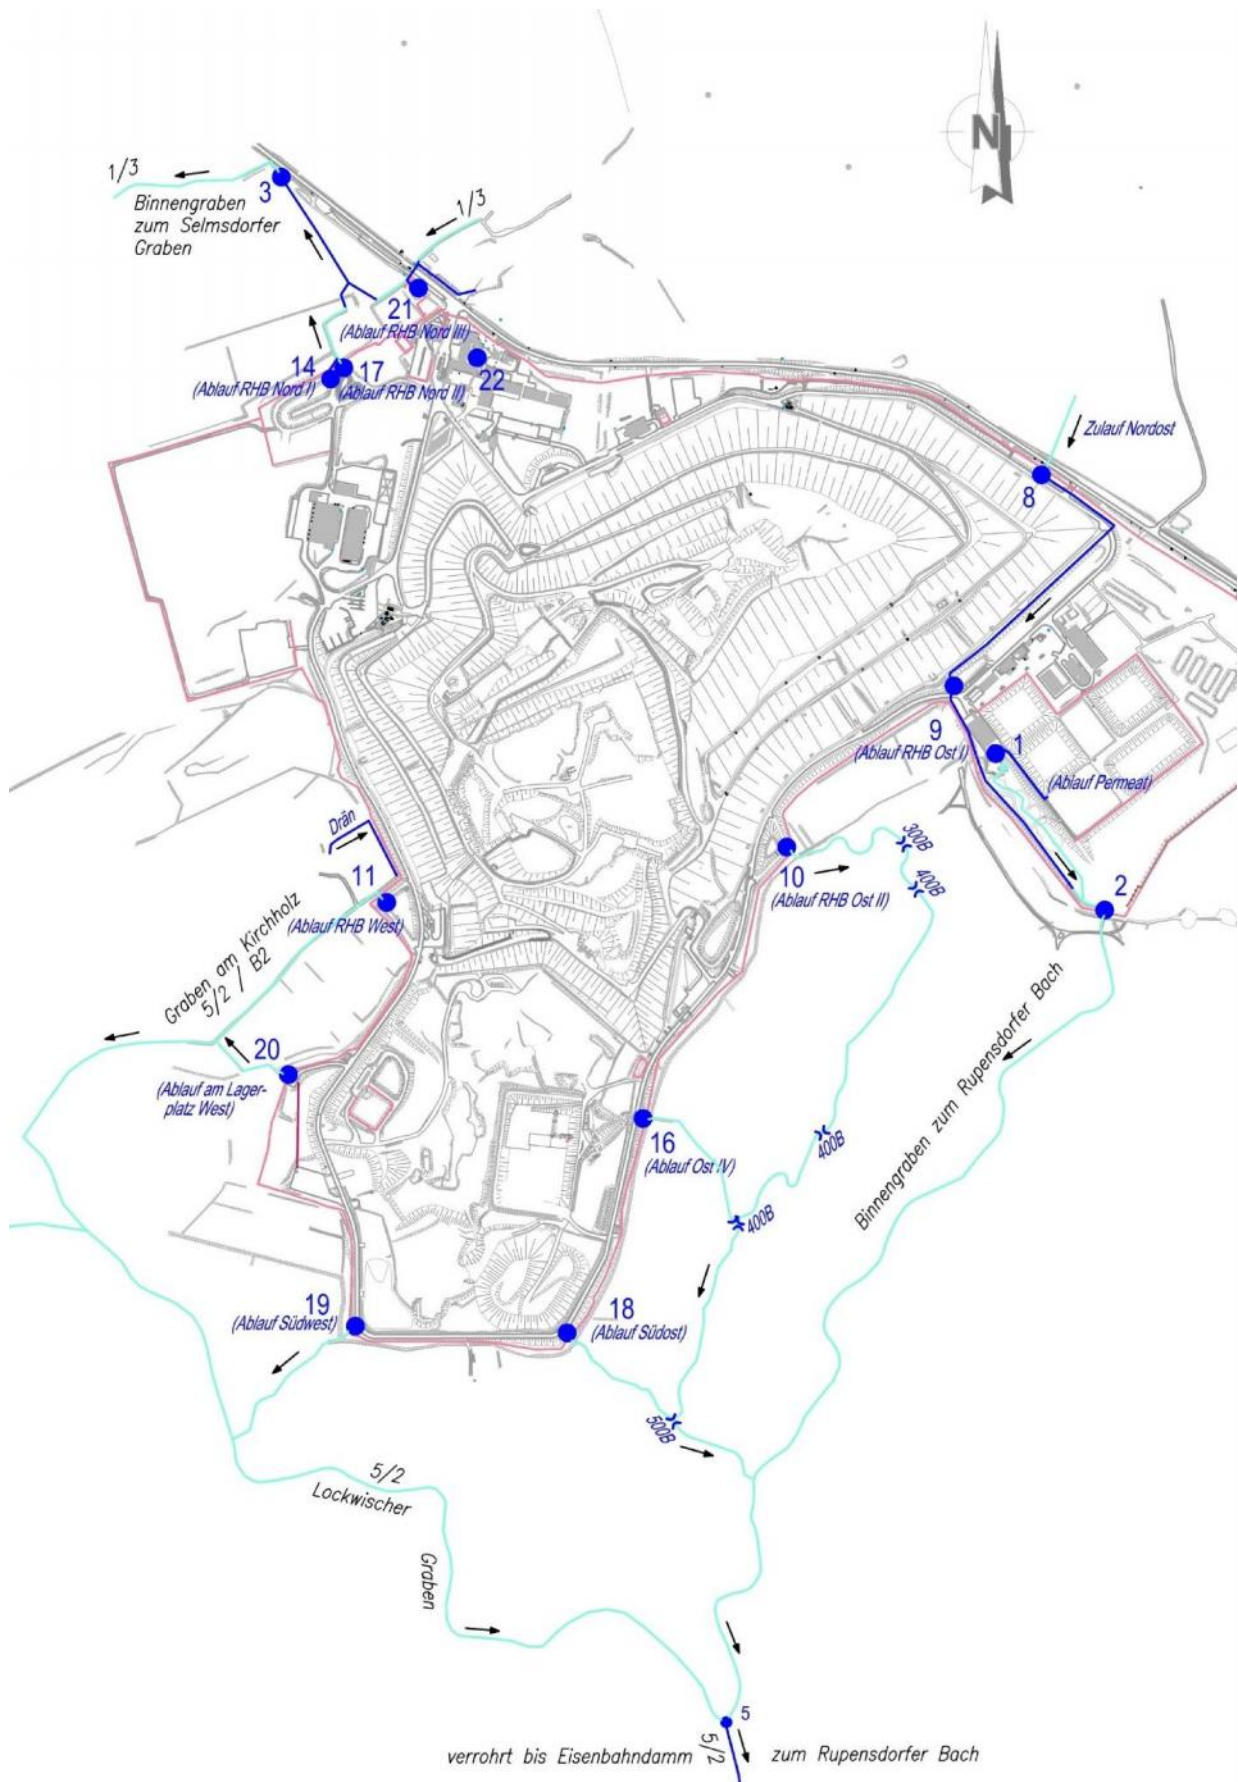 N
1/3
3
Binnengraben
zum Selmsdorfer
Graben
1/3
21
(Ablauf RHB Nord III)
14
(Ablauf RHB Nord I)
17
(Ablauf RHB Nord II)
22
Zulauf Nordost
8
9
(Ablauf RHB Ost I)
1
(Ablauf Permeat)
Drän
11
(Ablauf RHB West)
10
(Ablauf RHB Ost II)
300B
400B
2
Graben am Kirchholz
5/2 / B2
20
(Ablauf am Lager-
platz West)
16
(Ablauf Ost IV)
400B
400B
Binnengraben zum Rupensdorfer Bach
19
(Ablauf Südwest)
18
(Ablauf Südost)
500B
5/2
Lockwischer
Graben
5
5/2
verrohrt bis Eisenbahndamm
zum Rupensdorfer Bach